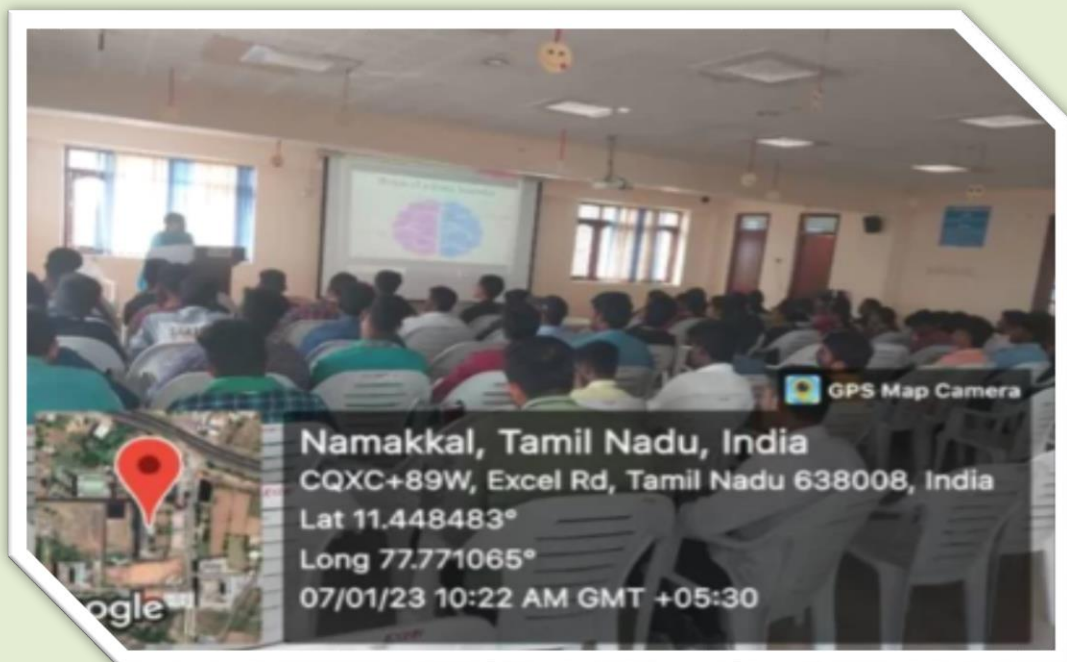 GPS Map Camera
Namakkal, Tamil Nadu, India
CQXC+89W, Excel Rd, Tamil Nadu 638008, India
Lat 11.448483°
Long 77.771065°
07/01/23 10:22 AM GMT +05:30
ogle